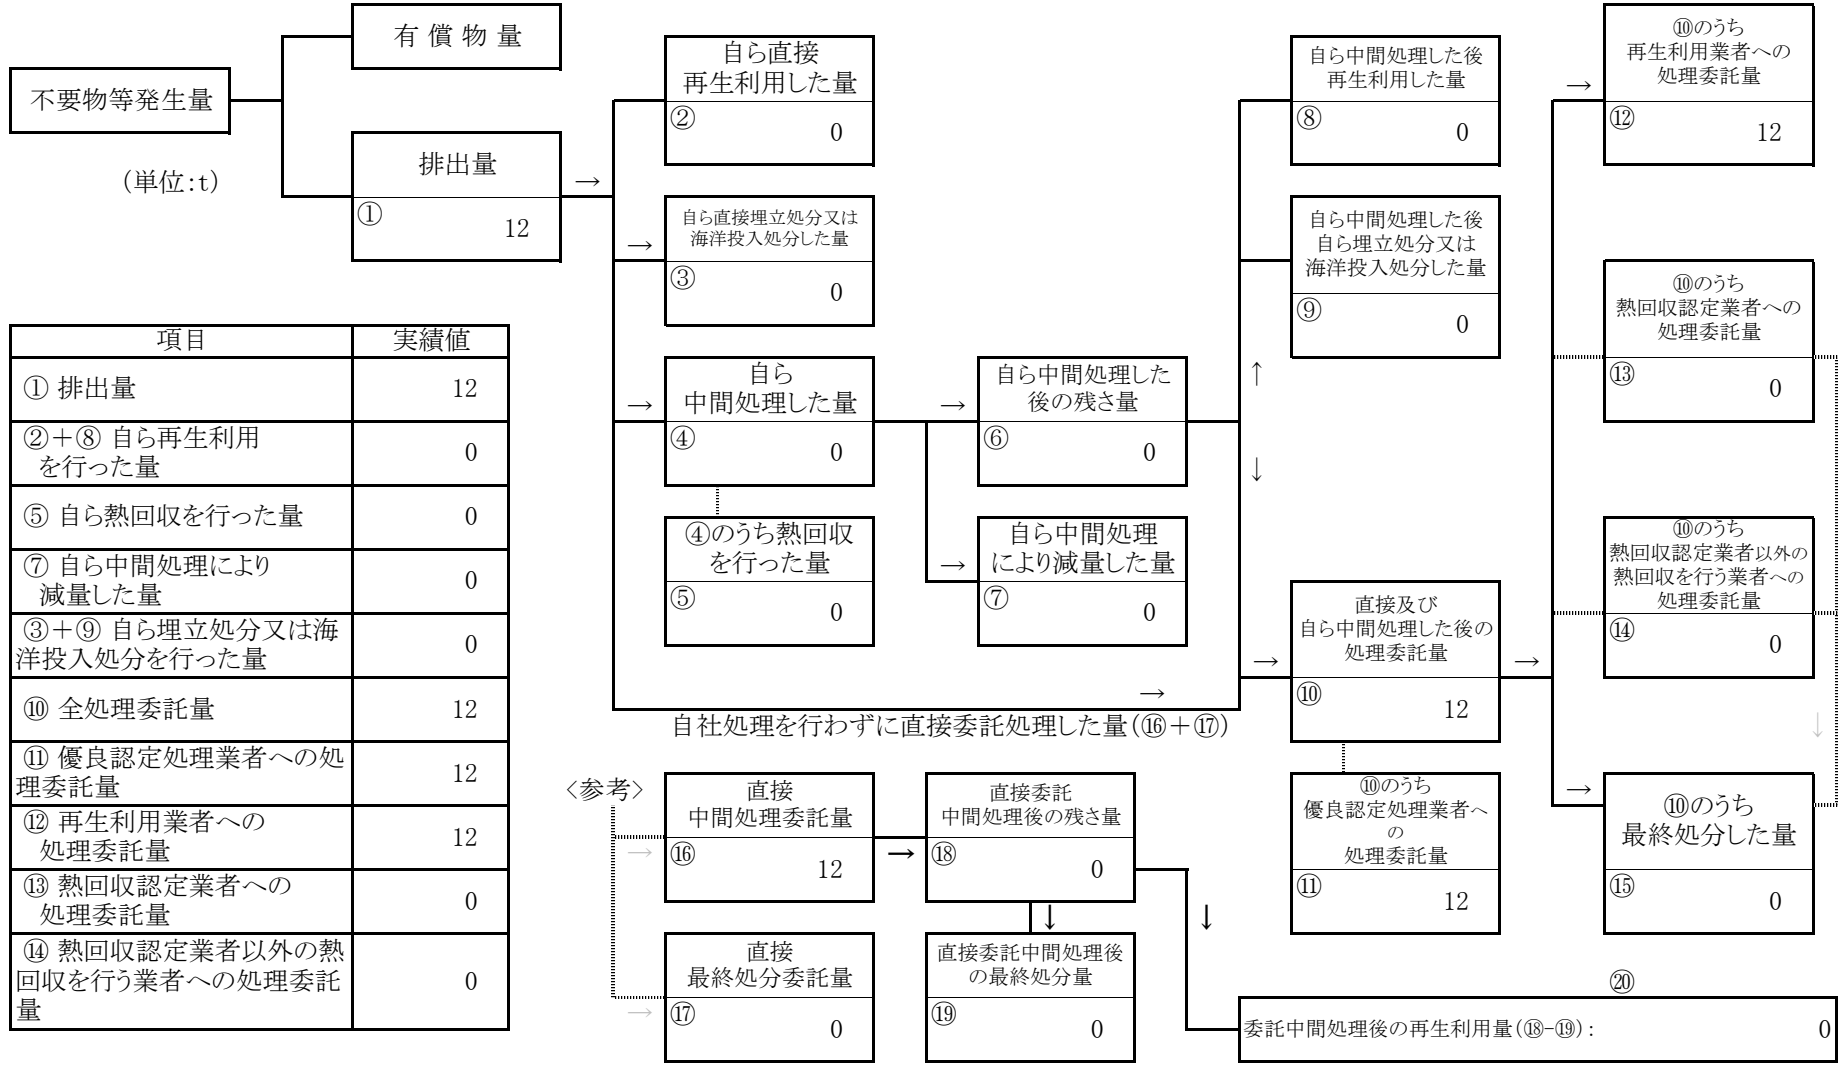 不要物等発生量
(単位:t)
有 償 物 量
排出量
①
12
→
自ら直接
再生利用した量
②
0
→
自ら直接埋立処分又は
海洋投入処分した量
③
0
→
自ら
中間処理した量
④
0
④のうち熱回収
を行った量
⑤
0
→
自ら中間処理した
後の残さ量
⑥
0
→
自ら中間処理
により減量した量
⑦
0
→
自社処理を行わずに直接委託処理した量(⑯+⑰)
↑
↓
自ら中間処理した後
再生利用した量
⑧
0
自ら中間処理した後
自ら埋立処分又は
海洋投入処分した量
⑨
0
→
直接及び
自ら中間処理した後の
処理委託量
⑩
12
⑩のうち
優良認定処理業者へ
の
処理委託量
⑪
12
→
→
⑩のうち
再生利用業者への
処理委託量
⑫
12
⑩のうち
熱回収認定業者への
処理委託量
⑬
0
⑩のうち
熱回収認定業者以外の
熱回収を行う業者への
処理委託量
⑭
0
↓
→
⑩のうち
最終処分した量
⑮
0
項目 実績値
① 排出量 12
②+⑧ 自ら再生利用
を行った量 0
⑤ 自ら熱回収を行った量 0
⑦ 自ら中間処理により
減量した量 0
③+⑨ 自ら埋立処分又は海
洋投入処分を行った量 0
⑩ 全処理委託量 12
⑪ 優良認定処理業者への処
理委託量 12
⑫ 再生利用業者への
処理委託量 12
⑬ 熱回収認定業者への
処理委託量 0
⑭ 熱回収認定業者以外の熱
回収を行う業者への処理委託
量 0
<参考>
→
直接
中間処理委託量
⑯
12
→
直接
最終処分委託量
⑰
0
→
直接委託
中間処理後の残さ量
⑱
0
↓
直接委託中間処理後
の最終処分量
⑲
0
↓
⑳
委託中間処理後の再生利用量(⑱-⑲): 0